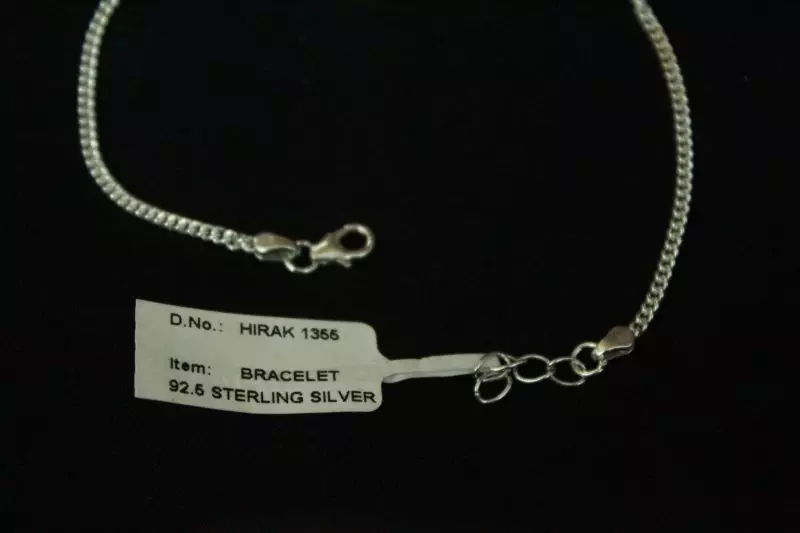 D.No.: HIRAK 1355
Item: BRACELET
92.5 STERLING SILVER